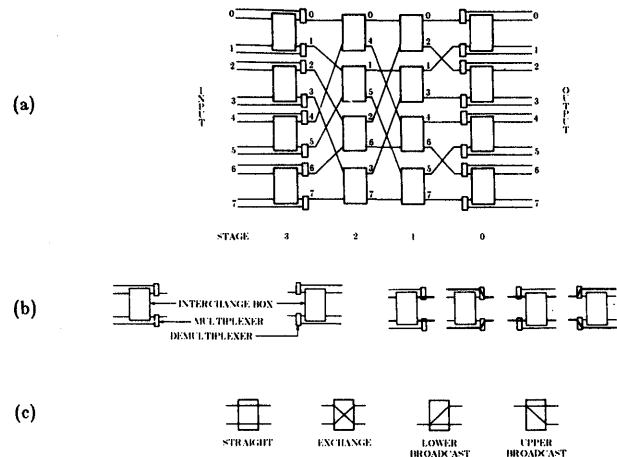 0 0 0 0 0
1 1 4 2 1
2 2 1 1 2
(a) INPUT OUTPUT
3 3 5 3 3
4 4 2 4 4
5 5 6 6 5
6 6 3 5 6
7 7 7 7 7
STAGE 3 2 1 0
(b)
INTERCHANGE BOX
MULTIPLEXER
DEMULTIPLEXER
(c)
STRAIGHT EXCHANGE LOWER BROADCAST UPPER BROADCAST